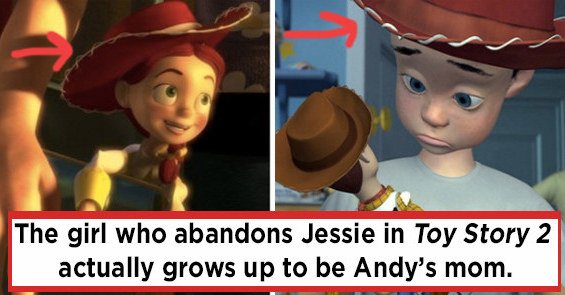 The girl who abandons Jessie in Toy Story 2
actually grows up to be Andy's mom.